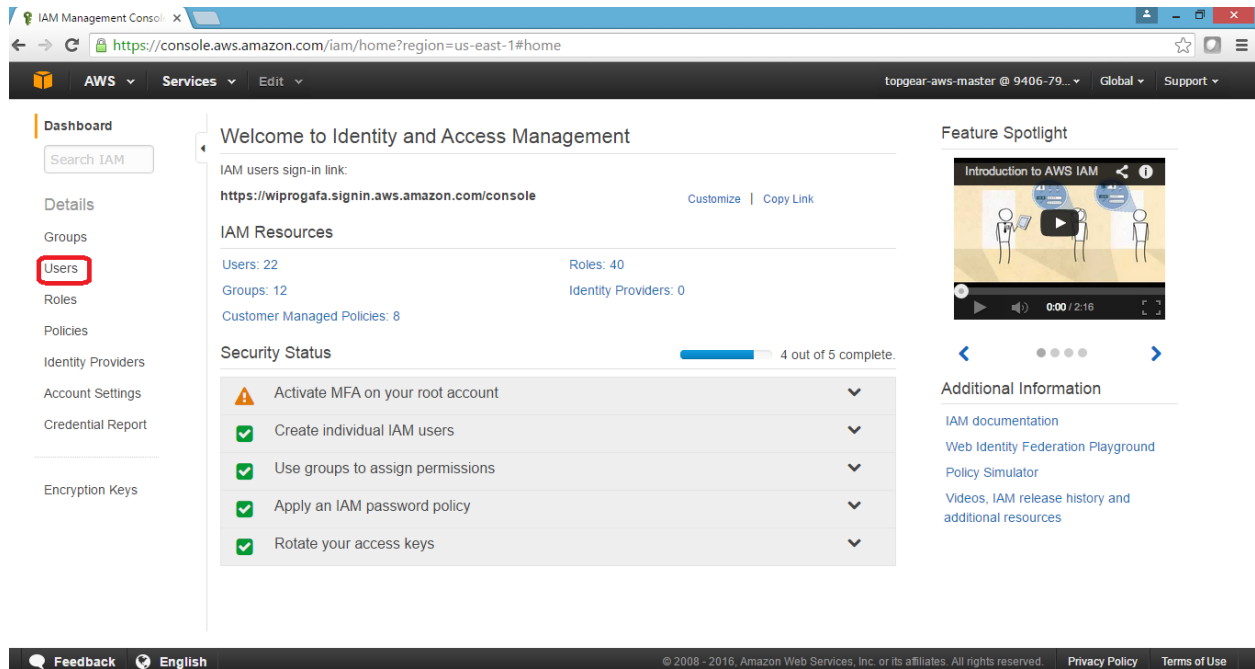 IAM Management Consol
https://console.aws.amazon.com/iam/home?region=us-east-1#home
AWS Services Edit topgear-aws-master @ 9406-79... Global Support
Dashboard
Search IAM
Details
Groups
Users
Roles
Policies
Identity Providers
Account Settings
Credential Report
Encryption Keys
Welcome to Identity and Access Management
IAM users sign-in link:
https://wiprogafa.signin.aws.amazon.com/console Customize | Copy Link
IAM Resources
Users: 22 Roles: 40
Groups: 12 Identity Providers: 0
Customer Managed Policies: 8
Security Status 4 out of 5 complete.
Activate MFA on your root account
Create individual IAM users
Use groups to assign permissions
Apply an IAM password policy
Rotate your access keys
Feature Spotlight
Introduction to AWS IAM
0:00 / 2:16
Additional Information
IAM documentation
Web Identity Federation Playground
Policy Simulator
Videos, IAM release history and
additional resources
Feedback English © 2008 - 2016, Amazon Web Services, Inc. or its affiliates. All rights reserved. Privacy Policy Terms of Use